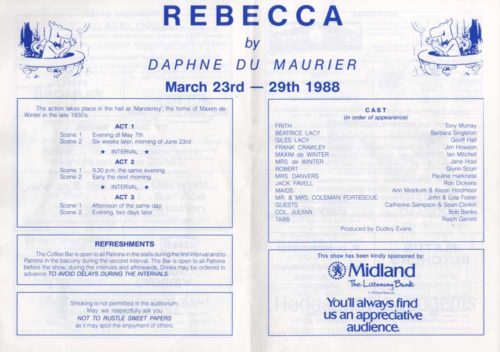 REBECCA
by
DAPHNE DU MAURIER
March 23rd — 29th 1988
The action takes place in the hall at 'Manderley', the home of Maxim de
Winter in the late 1930's.
ACT 1
Scene 1 Evening of May 7th
Scene 2 Six weeks later, morning of June 23rd
★ INTERVAL ★
ACT 2
Scene 1 9.30 p.m. the same evening
Scene 2 Early the next morning
★ INTERVAL ★
ACT 3
Scene 1 Afternoon of the same day
Scene 2 Evening, two days later
REFRESHMENTS
The Coffee Bar is open to all Patrons in the stalls during the first interval and to
Patrons in the balcony during the second interval. The Bar is open to all Patrons
before the show, during the intervals and afterwards. Drinks may be ordered in
advance TO AVOID DELAYS DURING THE INTERVALS.
Smoking is not permitted in the auditorium.
May we respectfully ask you
NOT TO RUSTLE SWEET PAPERS
as it may spoil the enjoyment of others.
CAST
(in order of appearance)
FRITH Tony Murray
BEATRICE LACY Barbara Singleton
GILES LACY Geoff Hall
FRANK CRAWLEY Jim Howson
MAXIM de WINTER Ian Mitchell
MRS. de WINTER Jane Hool
ROBERT Glynn Scurr
MRS. DANVERS Pauline Harkness
JACK FAVELL Ron Dickens
MAIDS Ann Meldrum & Alison Hindmoor
MR. & MRS. COLEMAN FORTESCUE John & Lola Foster
GUESTS Catherine Sampson & Sean Clenkin
COL. JULYAN Bob Banks
TABB Ralph Garrett
Produced by Dudley Evans
This show has been kindly sponsored by:
Midland
The Listening Bank
You'll always find
us an appreciative
audience.